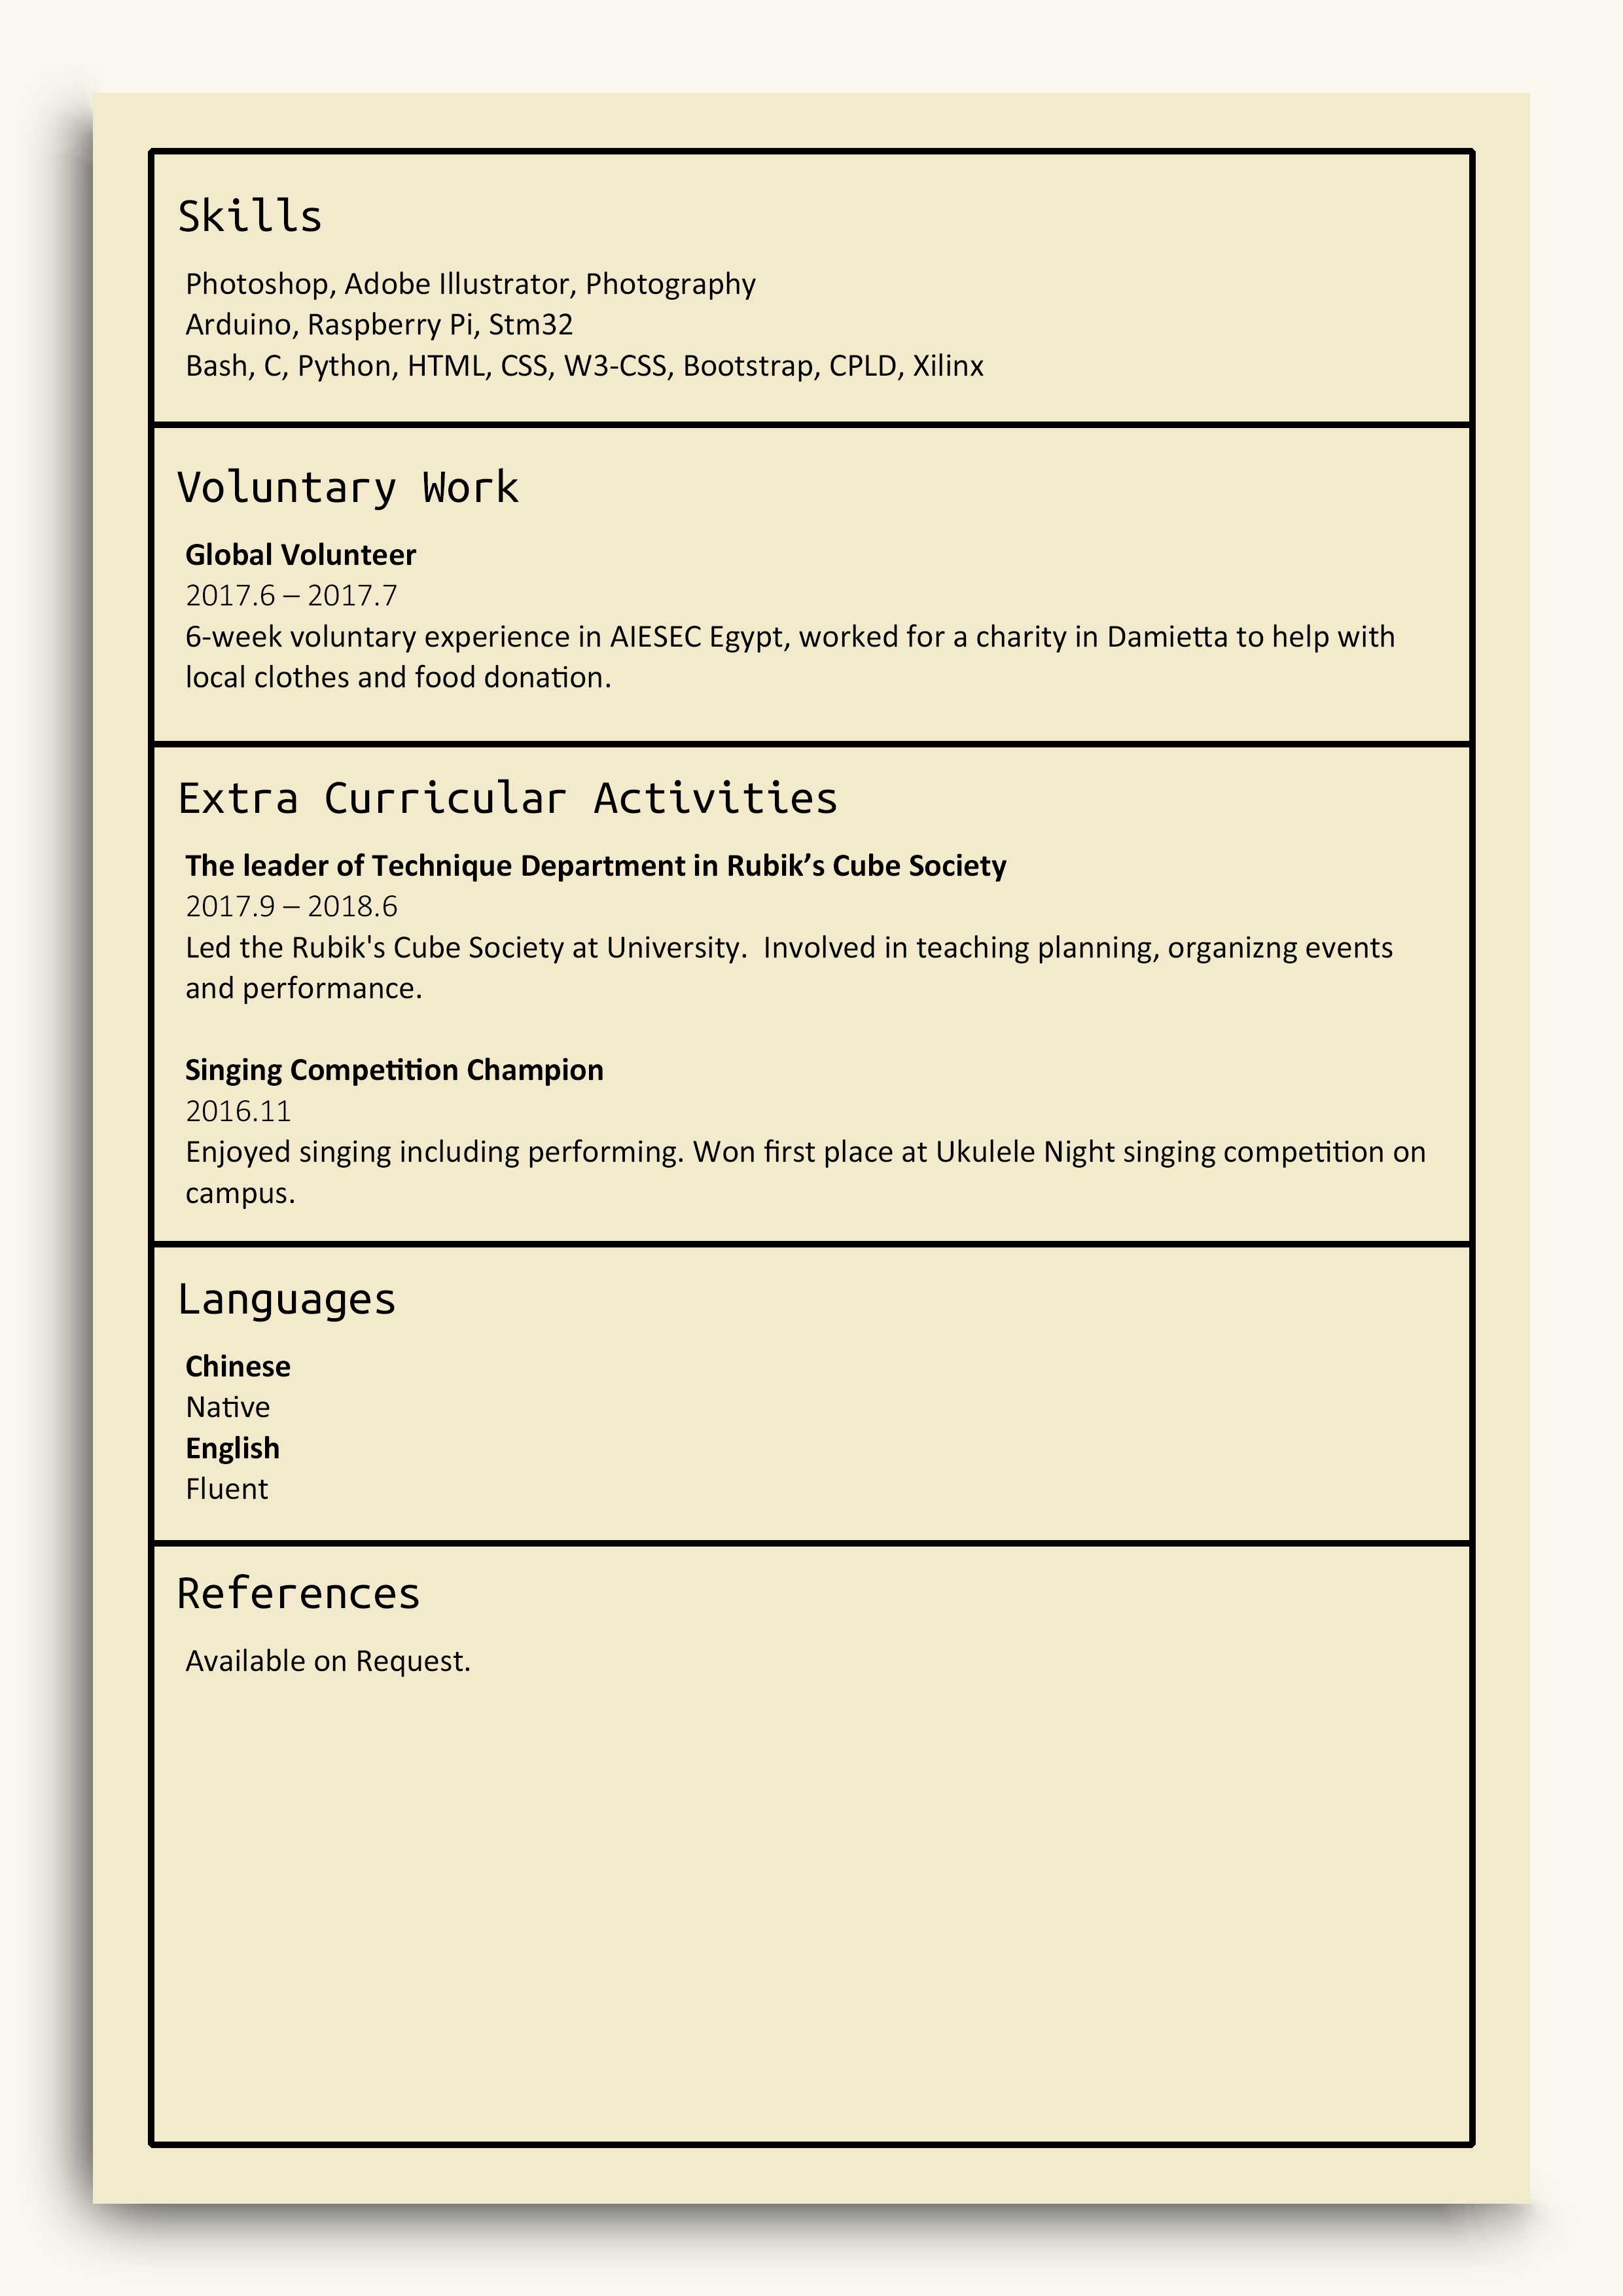 Skills
Photoshop, Adobe Illustrator, Photography
Arduino, Raspberry Pi, Stm32
Bash, C, Python, HTML, CSS, W3-CSS, Bootstrap, CPLD, Xilinx
Voluntary Work
Global Volunteer
2017.6 – 2017.7
6-week voluntary experience in AIESEC Egypt, worked for a charity in Damietta to help with
local clothes and food donation.
Extra Curricular Activities
The leader of Technique Department in Rubik’s Cube Society
2017.9 – 2018.6
Led the Rubik's Cube Society at University.  Involved in teaching planning, organizng events
and performance.
Singing Competition Champion
2016.11
Enjoyed singing including performing. Won first place at Ukulele Night singing competition on
campus.
Languages
Chinese
Native
English
Fluent
References
Available on Request.